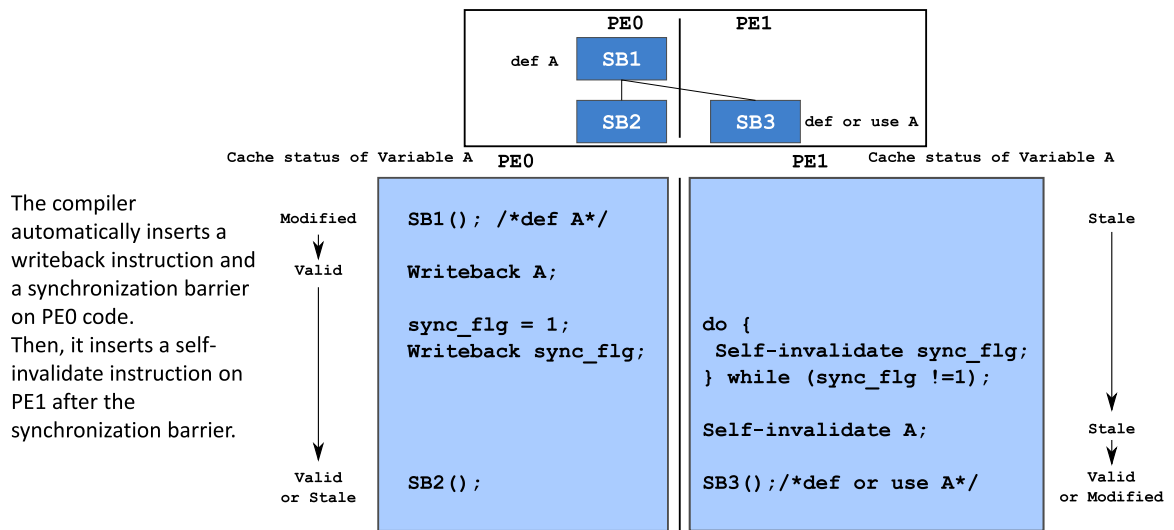 PE0 PE1
def A SB1
SB2 SB3 def or use A
Cache status of Variable A PE0 PE1 Cache status of Variable A
The compiler
automatically inserts a
writeback instruction and
a synchronization barrier
on PE0 code.
Then, it inserts a self-
invalidate instruction on
PE1 after the
synchronization barrier.
Modified SB1(); /*def A*/ Stale
Valid Writeback A;
sync_flg = 1; do {
Writeback sync_flg; Self-invalidate sync_flg;
} while (sync_flg !=1);
Self-invalidate A; Stale
Valid SB2(); SB3();/*def or use A*/ Valid
or Stale or Modified